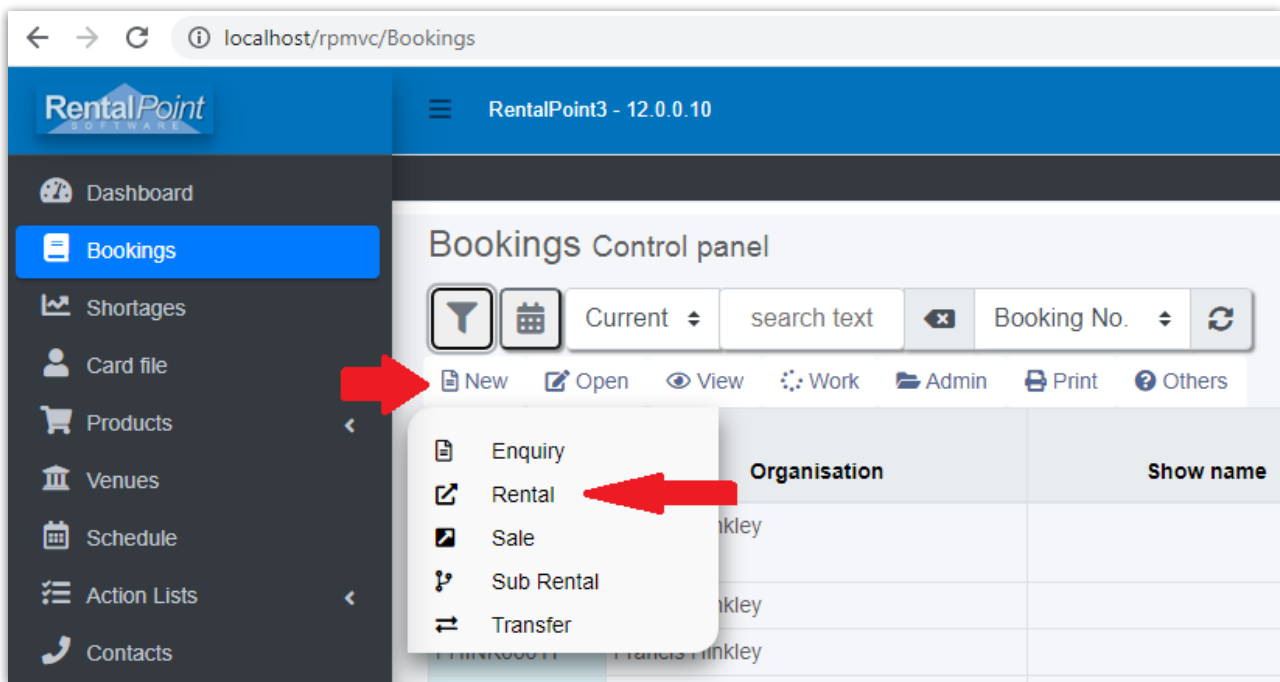 localhost/rpmvc/Bookings
RentalPoint
SOFTWARE
RentalPoint3 - 12.0.0.10
Dashboard
Bookings
Shortages
Card file
Products
Venues
Schedule
Action Lists
Contacts
Bookings Control panel
Current search text Booking No.
New Open View Work Admin Print Others
Enquiry
Rental
Sale
Sub Rental
Transfer
Organisation Show name
nkley
nkley
Francis Hinkley